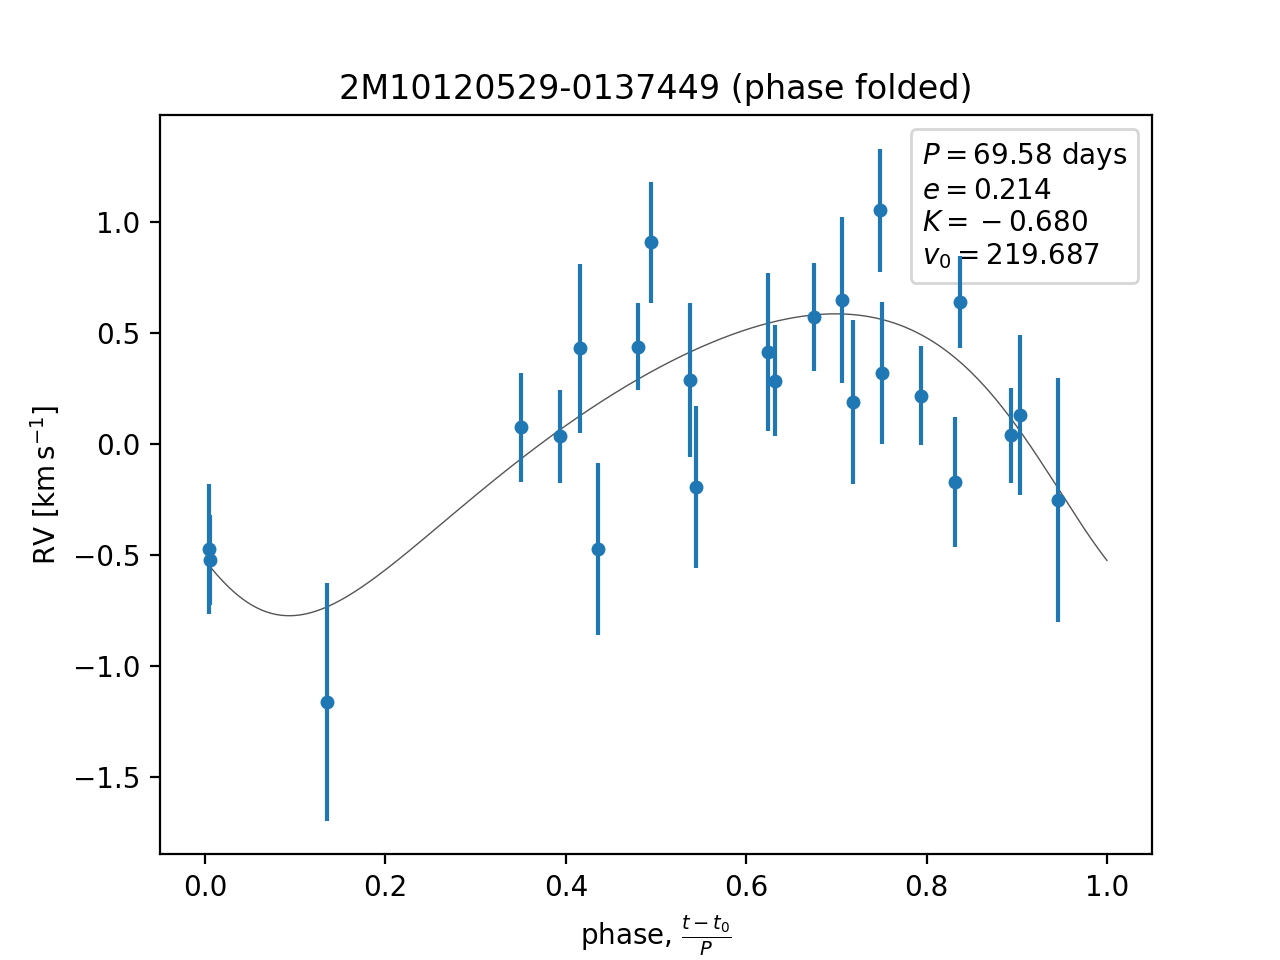 2M10120529-0137449 (phase folded)
P = 69.58 days
e = 0.214
K = −0.680
v₀ = 219.687
1.0
0.5
0.0
−0.5
−1.0
−1.5
RV [km s⁻¹]
0.0 0.2 0.4 0.6 0.8 1.0
phase, (t − t₀)/P